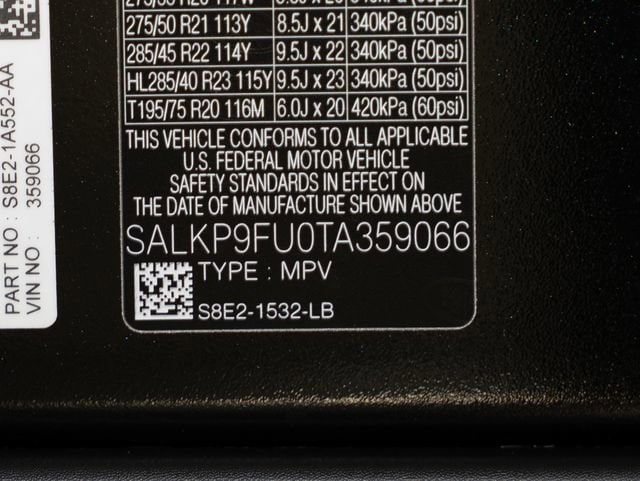 275/50 R21 113Y 8.5J x 21 340kPa (50psi)
285/45 R22 114Y 9.5J x 22 340kPa (50psi)
HL285/40 R23 115Y 9.5J x 23 340kPa (50psi)
T195/75 R20 116M 6.0J x 20 420kPa (60psi)
THIS VEHICLE CONFORMS TO ALL APPLICABLE
U.S. FEDERAL MOTOR VEHICLE
SAFETY STANDARDS IN EFFECT ON
THE DATE OF MANUFACTURE SHOWN ABOVE
SALKP9FU0TA359066
TYPE : MPV
S8E2-1532-LB
PART NO : S8E2-1A552-AA
VIN NO : 359066